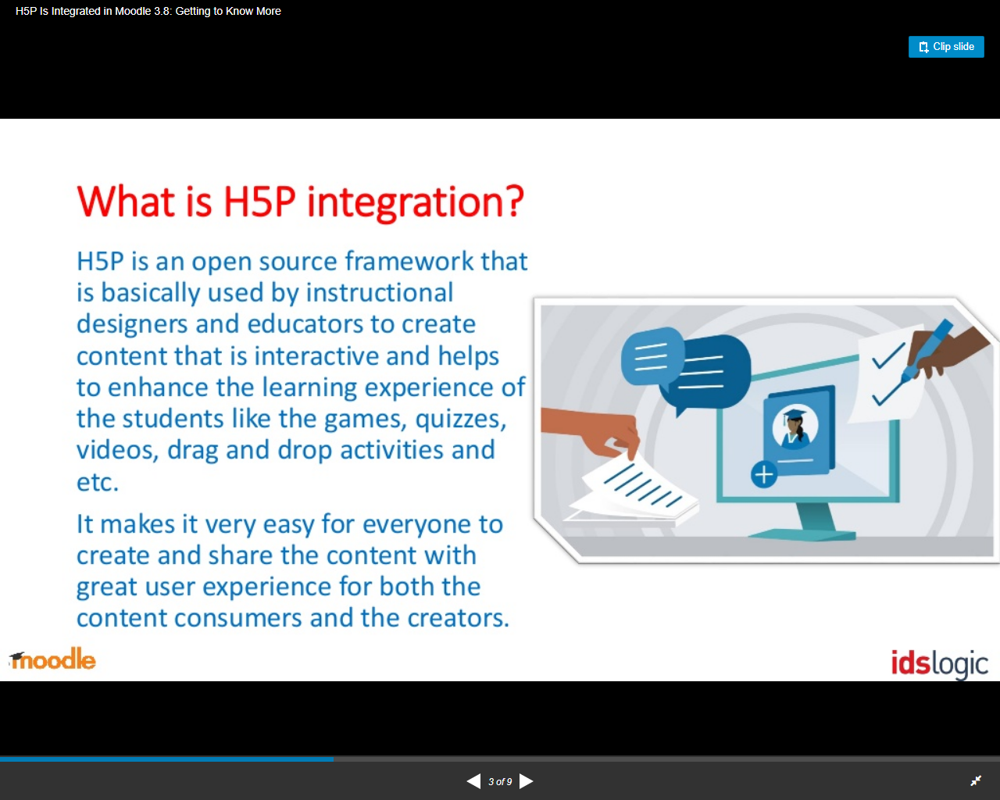 H5P Is Integrated in Moodle 3.8: Getting to Know More
Clip slide
What is H5P integration?
H5P is an open source framework that
is basically used by instructional
designers and educators to create
content that is interactive and helps
to enhance the learning experience of
the students like the games, quizzes,
videos, drag and drop activities and
etc.
It makes it very easy for everyone to
create and share the content with
great user experience for both the
content consumers and the creators.
moodle
idslogic
3 of 9